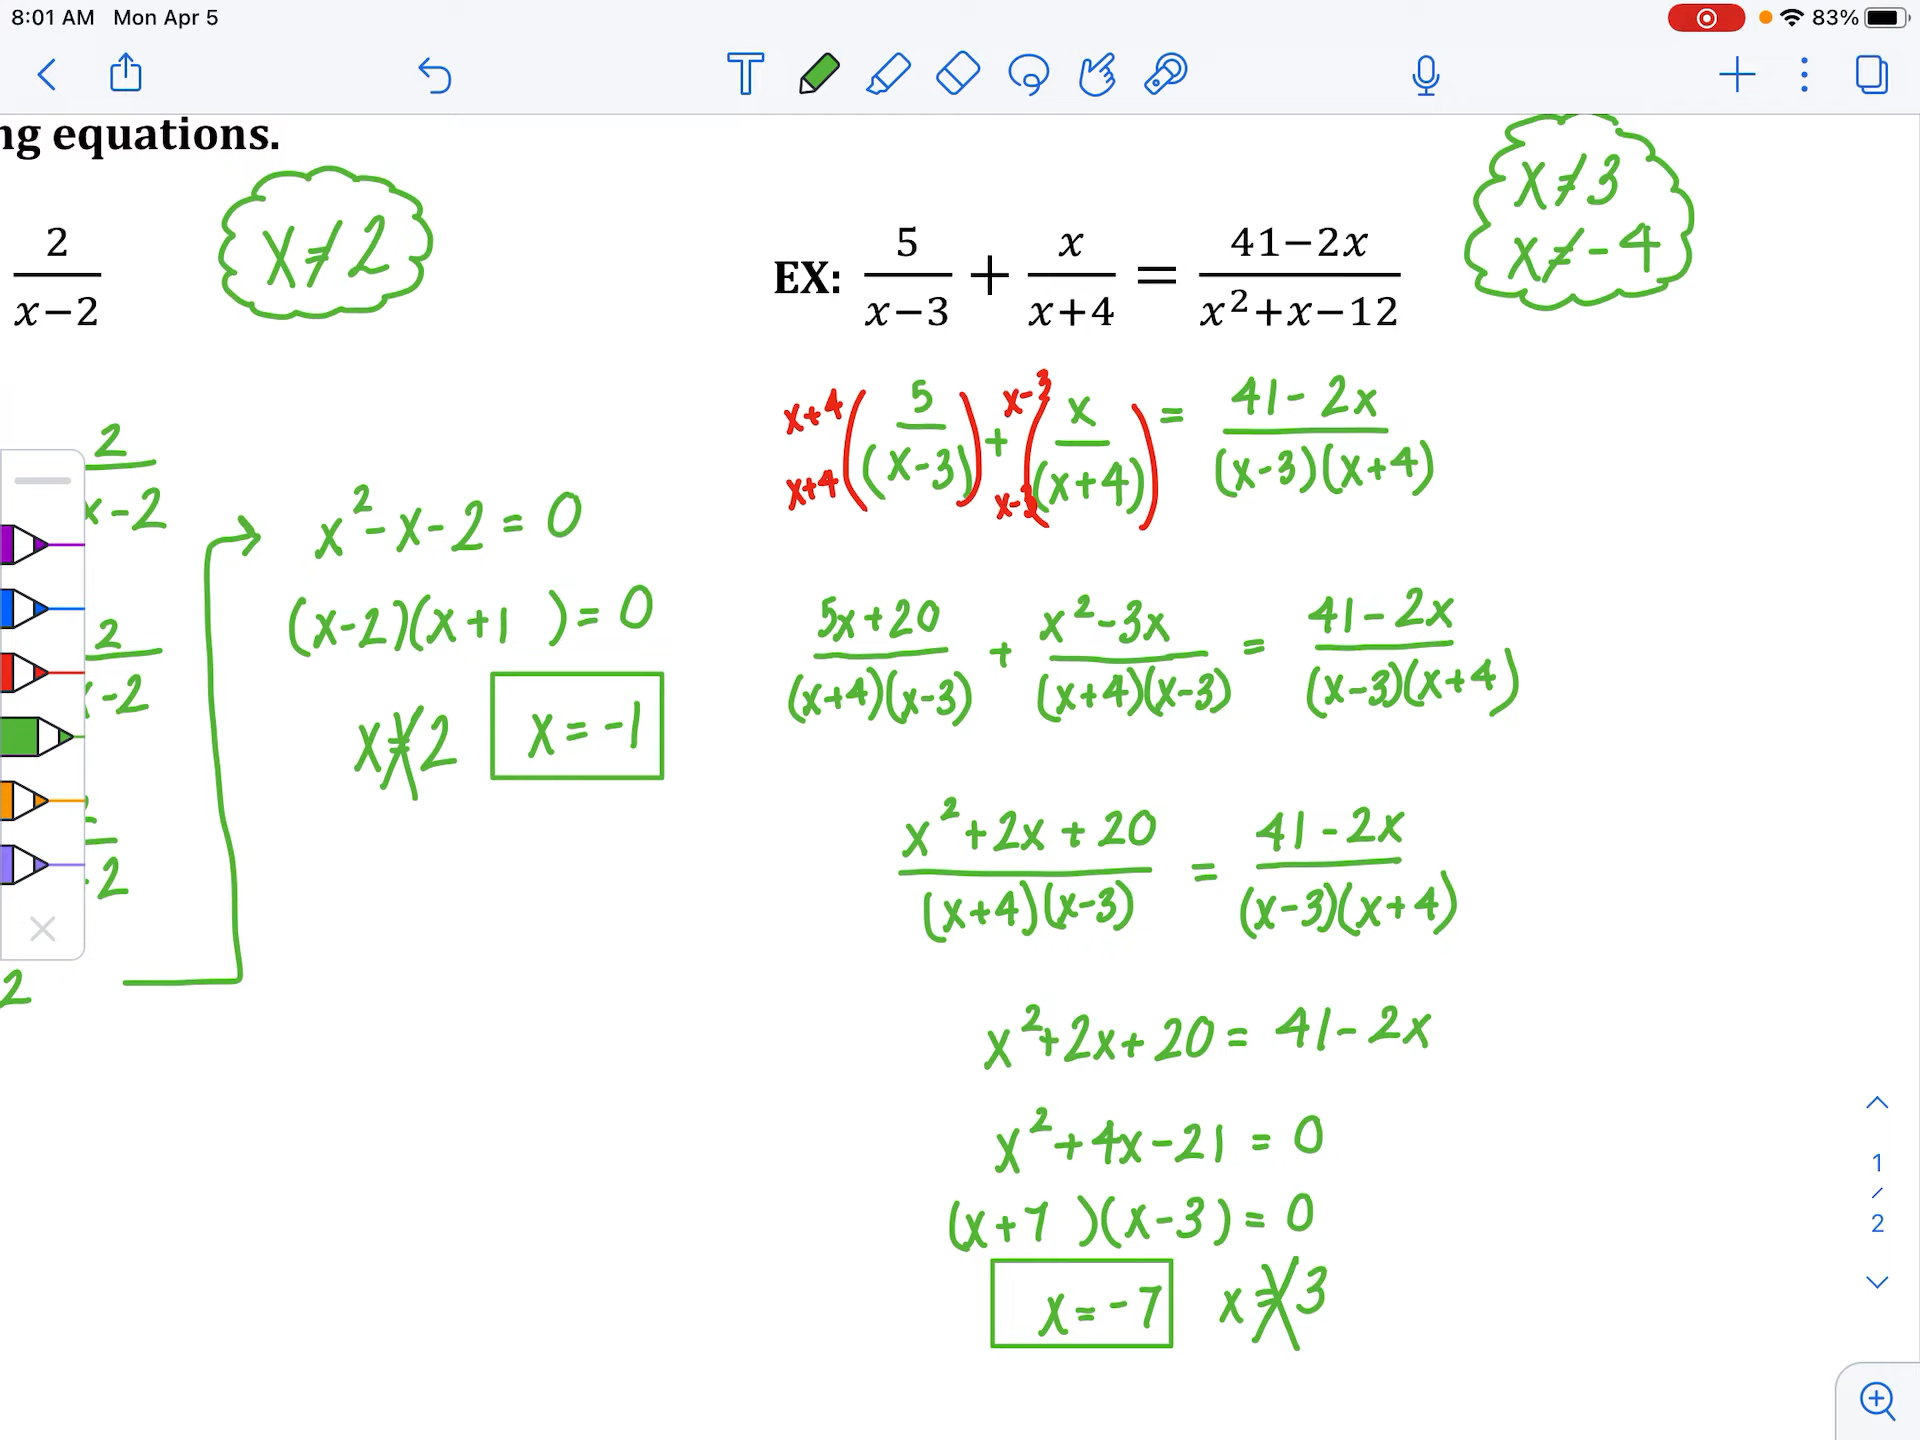 8:01 AM Mon Apr 5
83%
ng equations.
2
x−2
x≠2
2
x-2
2
-2
2
2
x²-x-2=0
(x-2)(x+1 )=0
x=2
x=-1
EX: 5/(x−3) + x/(x+4) = (41−2x)/(x²+x−12)
x≠3
x≠-4
x+4 (5/(x-3)) + x-3 (x/(x+4)) = (41-2x)/((x-3)(x+4))
x+4 x-3
(5x+20)/((x+4)(x-3)) + (x²-3x)/((x+4)(x-3)) = (41-2x)/((x-3)(x+4))
(x²+2x+20)/((x+4)(x-3)) = (41-2x)/((x-3)(x+4))
x²+2x+20=41-2x
x²+4x-21=0
(x+7 )(x-3)=0
x=-7
x=3
1
/
2